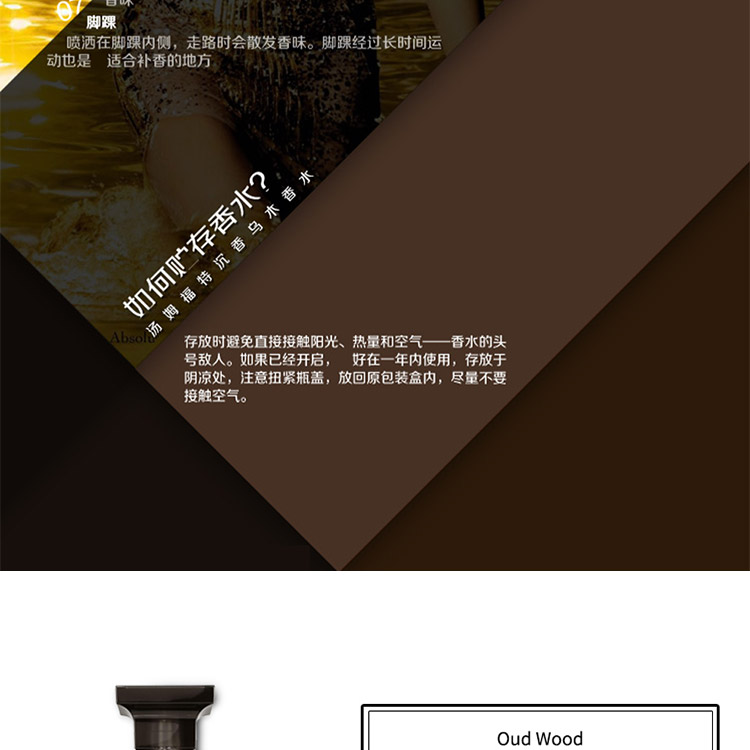 07 香味
脚踝
喷洒在脚踝内侧，走路时会散发香味。脚踝经过长时间运
动也是 适合补香的地方
如何贮存香水？
汤姆福特沉香乌木香水
Absolu
存放时避免直接接触阳光、热量和空气——香水的头
号敌人。如果已经开启， 好在一年内使用，存放于
阴凉处，注意扭紧瓶盖，放回原包装盒内，尽量不要
接触空气。
Oud Wood